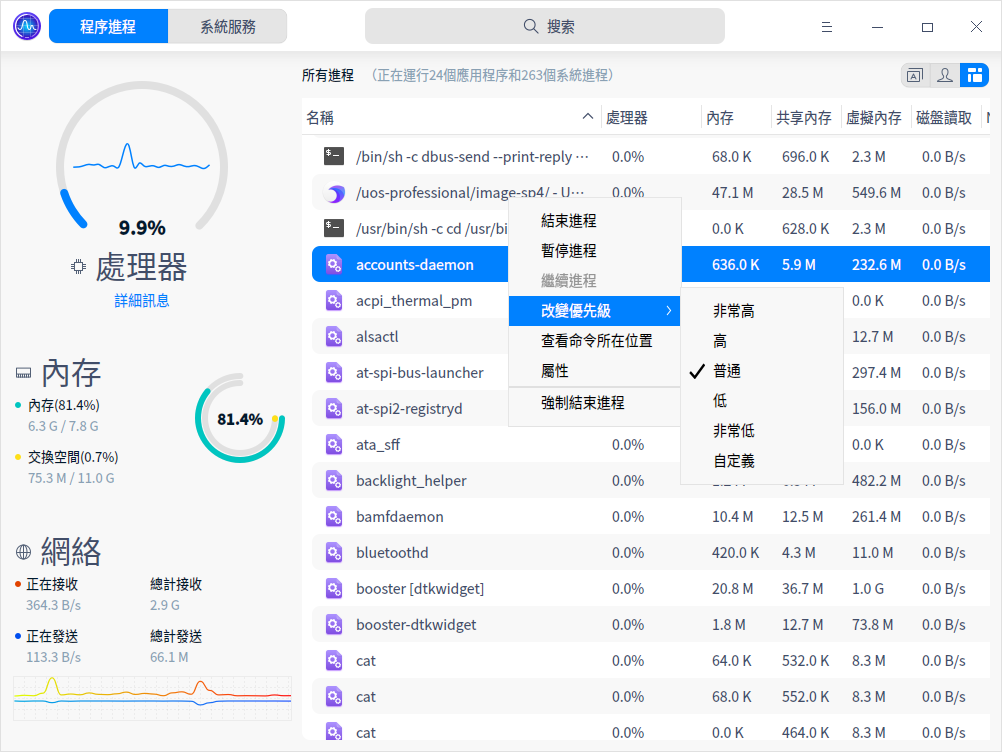 程序進程 系統服務 搜索
所有進程 （正在運行24個應用程序和263個系統進程）
9.9%
處理器
詳細訊息
內存
內存(81.4%)
6.3 G / 7.8 G
交換空間(0.7%)
75.3 M / 11.0 G
81.4%
網絡
正在接收 總計接收
364.3 B/s 2.9 G
正在發送 總計發送
113.3 B/s 66.1 M
名稱 處理器 內存 共享內存 虛擬內存 磁盤讀取
/bin/sh -c dbus-send --print-reply ··· 0.0% 68.0 K 696.0 K 2.3 M 0.0 B/s
/uos-professional/image-sp4/ - U··· 0.0% 47.1 M 28.5 M 549.6 M 0.0 B/s
/usr/bin/sh -c cd /usr/bi 0.0 K 628.0 K 2.3 M 0.0 B/s
accounts-daemon 636.0 K 5.9 M 232.6 M 0.0 B/s
acpi_thermal_pm 0.0 K 0.0 B/s
alsactl 12.7 M 0.0 B/s
at-spi-bus-launcher 297.4 M 0.0 B/s
at-spi2-registryd 156.0 M 0.0 B/s
ata_sff 0.0% 0.0 K 0.0 B/s
backlight_helper 0.0% 482.2 M 0.0 B/s
bamfdaemon 0.0% 10.4 M 12.5 M 261.4 M 0.0 B/s
bluetoothd 0.0% 420.0 K 4.3 M 11.0 M 0.0 B/s
booster [dtkwidget] 0.0% 20.8 M 36.7 M 1.0 G 0.0 B/s
booster-dtkwidget 0.0% 1.8 M 12.7 M 73.8 M 0.0 B/s
cat 0.0% 64.0 K 532.0 K 8.3 M 0.0 B/s
cat 0.0% 68.0 K 552.0 K 8.3 M 0.0 B/s
cat 0.0% 0.0 K 464.0 K 8.3 M 0.0 B/s
結束進程
暫停進程
繼續進程
改變優先級
查看命令所在位置
屬性
強制結束進程
非常高
高
普通
低
非常低
自定義